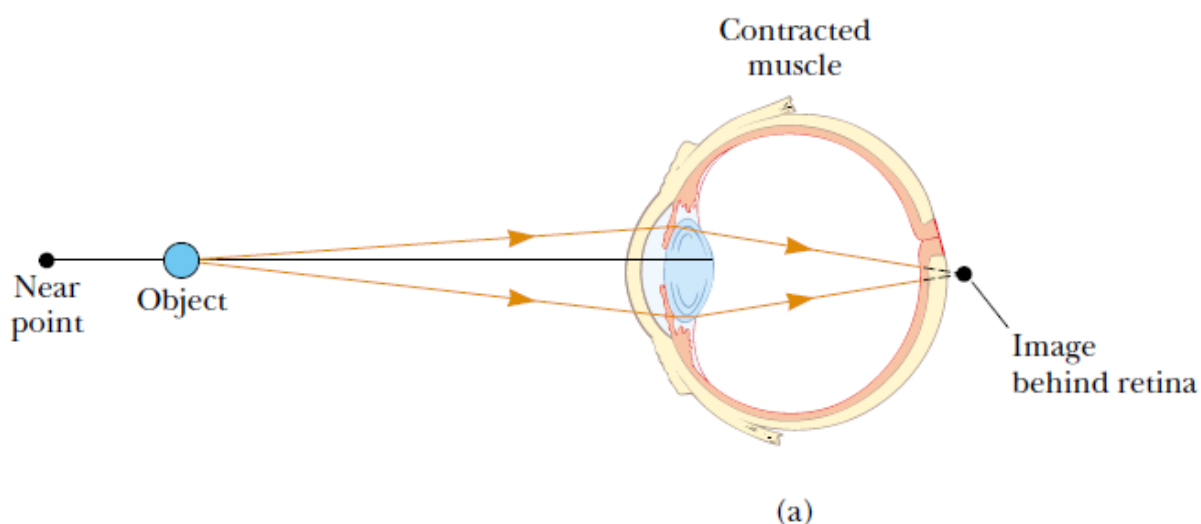 Contracted
muscle
Near
point
Object
Image
behind retina
(a)